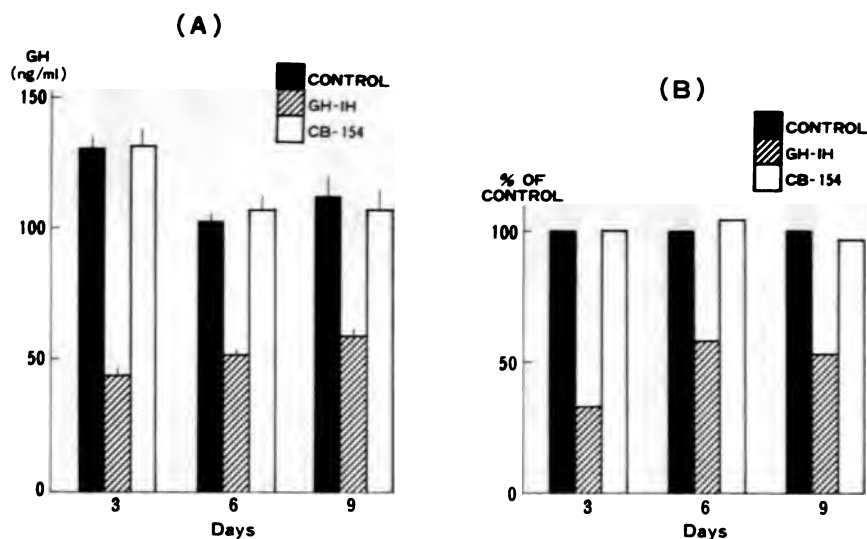 (A)
GH
(ng/ml)
CONTROL
GH-IH
CB-154
150
100
50
0
3 6 9
Days
(B)
CONTROL
GH-IH
CB-154
% OF
CONTROL
100
50
0
3 6 9
Days